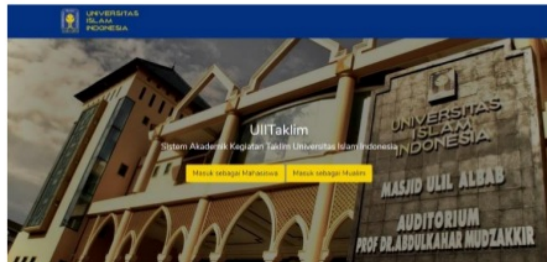 UNIVERSITAS
ISLAM
INDONESIA
UIITaklim
Sistem Akademik Kegiatan Taklim Universitas Islam Indonesia
Masuk sebagai Mahasiswa
Masuk sebagai Muallim
UNIVERSITAS
ISLAM
INDONESIA
MASJID ULIL ALBAB
AUDITORIUM
PROF DR.ABDULKAHAR MUDZAKKIR